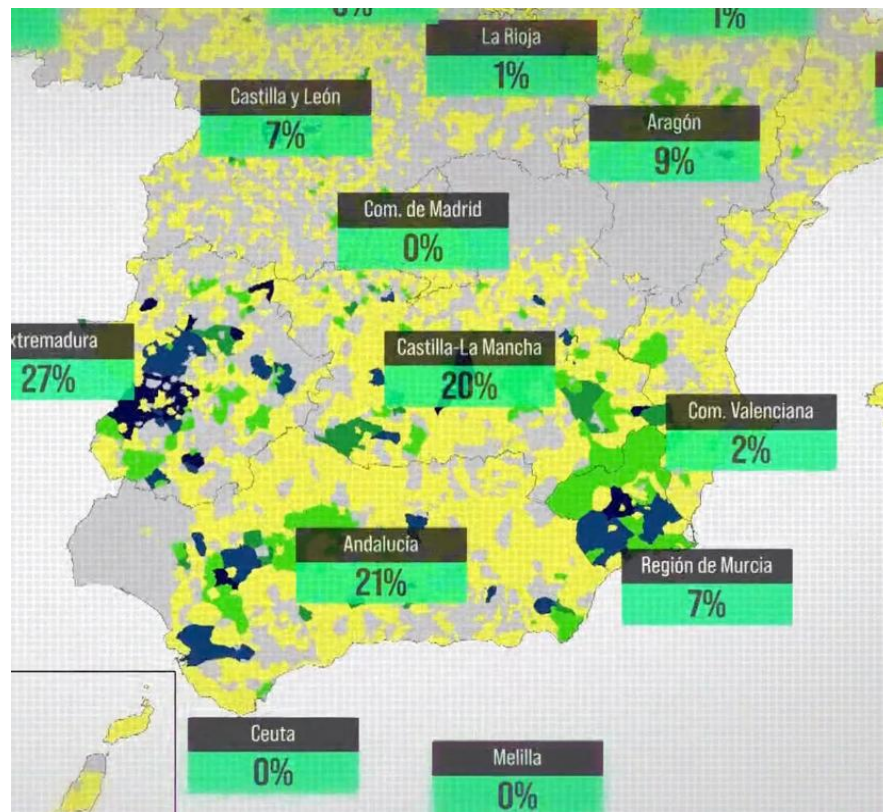 La Rioja
1%
1%
Castilla y León
7%
Aragón
9%
Com. de Madrid
0%
xtremadura
27%
Castilla-La Mancha
20%
Com. Valenciana
2%
Andalucía
21%
Región de Murcia
7%
Ceuta
0%
Melilla
0%